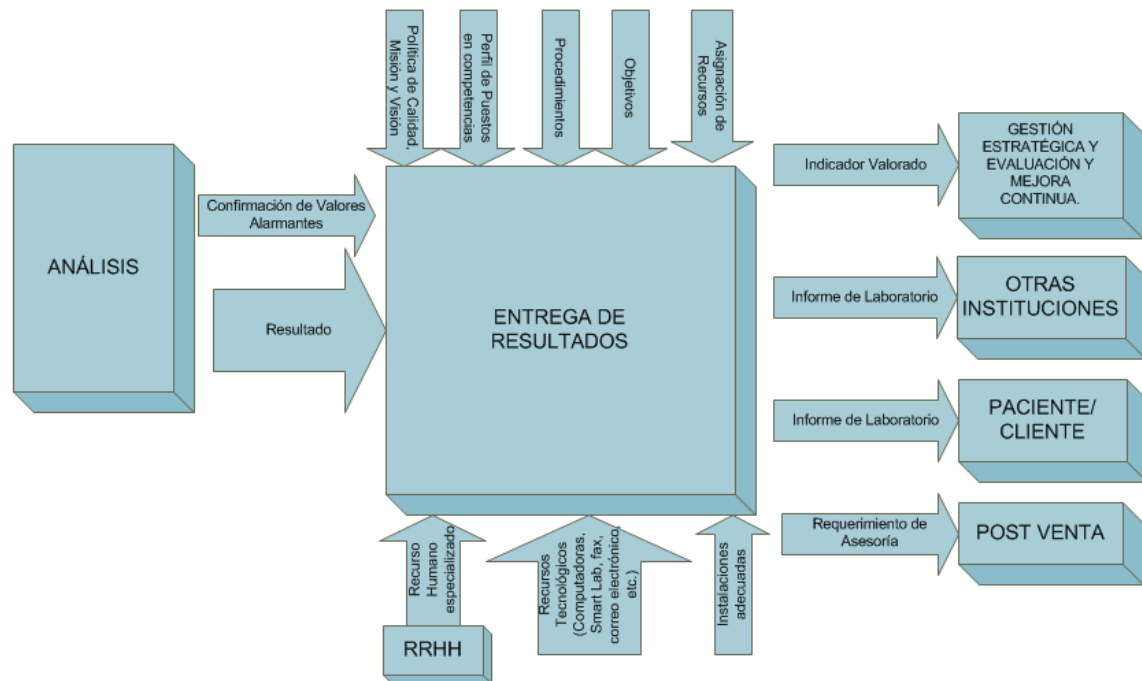 Política de Calidad,
Misión y Visión
Perfil de Puestos
en competencias
Procedimientos
Objetivos
Asignación de
Recursos
ANÁLISIS
Confirmación de Valores
Alarmantes
Resultado
ENTREGA DE
RESULTADOS
Indicador Valorado
GESTIÓN
ESTRATÉGICA Y
EVALUACIÓN Y
MEJORA
CONTINUA.
Informe de Laboratorio
OTRAS
INSTITUCIONES
Informe de Laboratorio
PACIENTE/
CLIENTE
Requerimiento de
Asesoría
POST VENTA
Recurso
Humano
especializado
RRHH
Recursos
Tecnológicos
(Computadoras,
Smart Lab, fax,
correo electrónico,
etc.)
Instalaciones
adecuadas